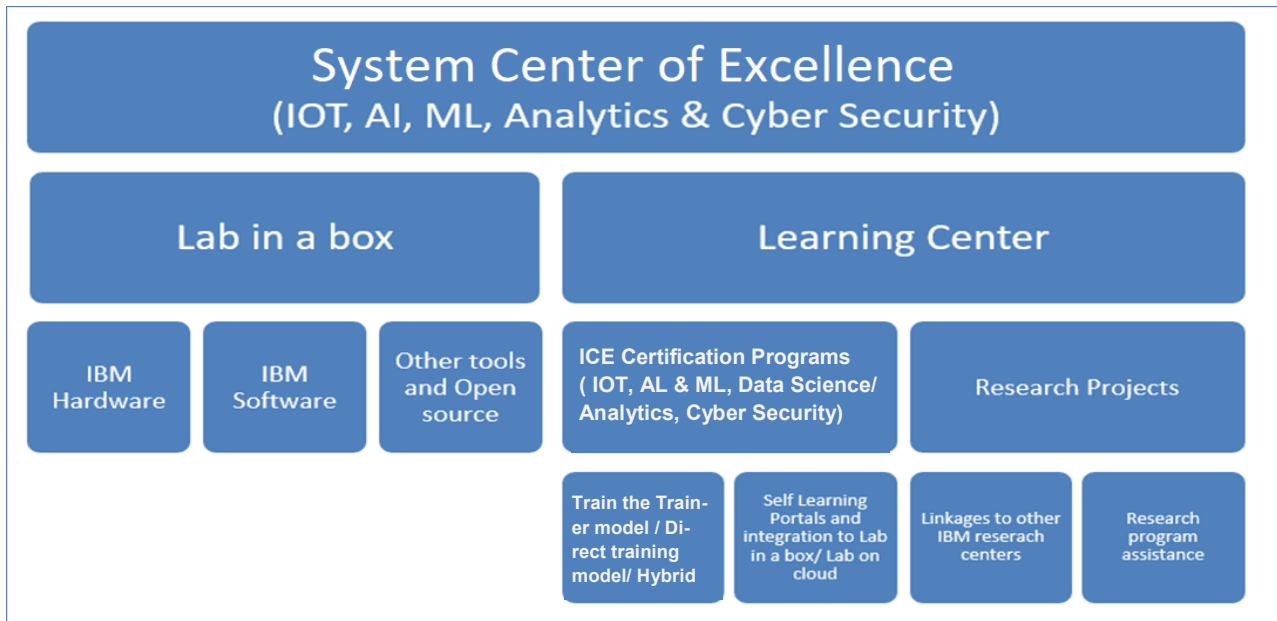 System Center of Excellence
(IOT, AI, ML, Analytics & Cyber Security)
Lab in a box
Learning Center
IBM
Hardware
IBM
Software
Other tools
and Open
source
ICE Certification Programs
( IOT, AL & ML, Data Science/
Analytics, Cyber Security)
Research Projects
Train the Train-
er model / Di-
rect training
model/ Hybrid
Self Learning
Portals and
integration to Lab
in a box/ Lab on
cloud
Linkages to other
IBM reserach
centers
Research
program
assistance